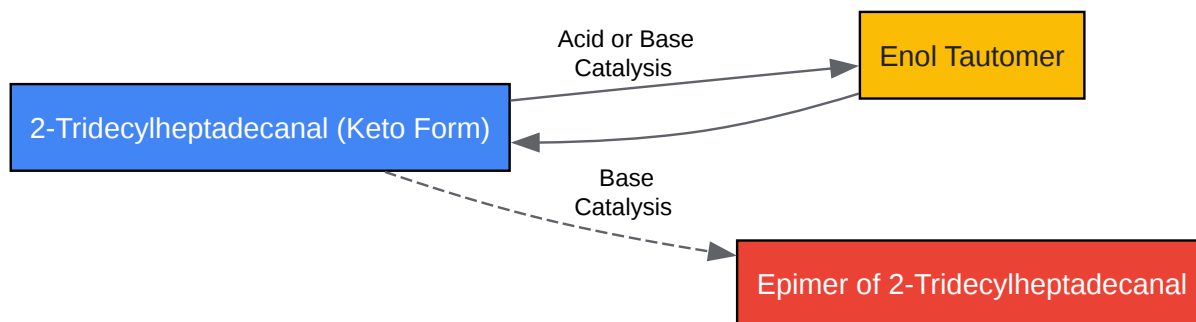 Acid or Base
Catalysis
Enol Tautomer
2-Tridecylheptadecanal (Keto Form)
Base
Catalysis
Epimer of 2-Tridecylheptadecanal